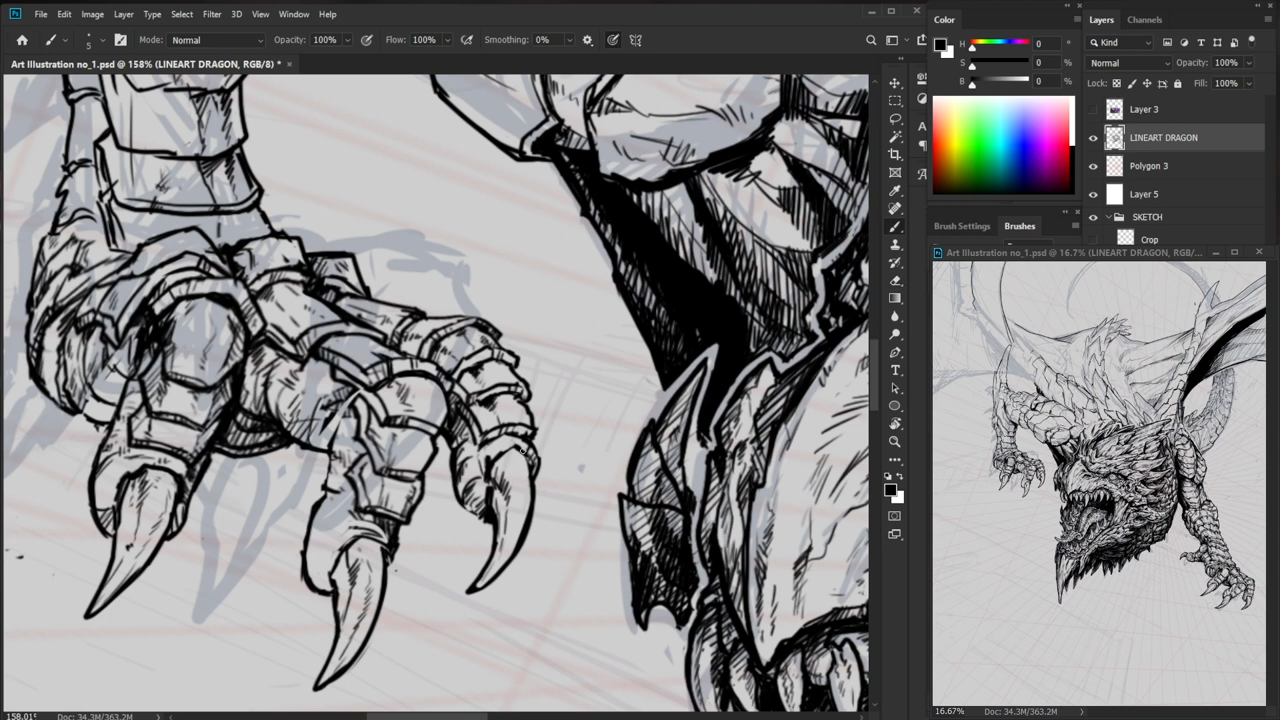 File Edit Image Layer Type Select Filter 3D View Window Help
5 Mode: Normal Opacity: 100% Flow: 100% Smoothing: 0%
Art Illustration no_1.psd @ 158% (LINEART DRAGON, RGB/8) *
158.01° Doc: 34.3M/363.2M
Color
H 0 °
S 0 %
B 0 %
Brush Settings Brushes
Layers Channels
Kind
Normal Opacity: 100%
Lock: Fill: 100%
Layer 3
LINEART DRAGON
Polygon 3
Layer 5
SKETCH
Crop
Art Illustration no_1.psd @ 16.7% (LINEART DRAGON, RGB/...
16.67% Doc: 34.3M/363.2M